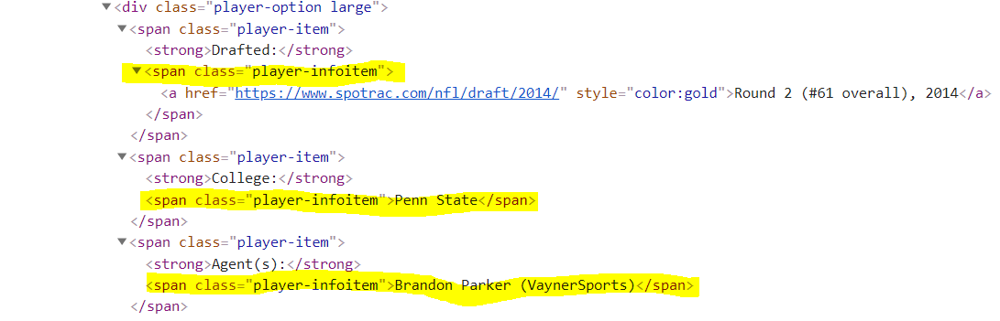 ▼<div class="player-option large">
▼<span class="player-item">
<strong>Drafted:</strong>
▼<span class="player-infoitem">
<a href="https://www.spotrac.com/nfl/draft/2014/" style="color:gold">Round 2 (#61 overall), 2014</a>
</span>
</span>
▼<span class="player-item">
<strong>College:</strong>
<span class="player-infoitem">Penn State</span>
</span>
▼<span class="player-item">
<strong>Agent(s):</strong>
<span class="player-infoitem">Brandon Parker (VaynerSports)</span>
</span>